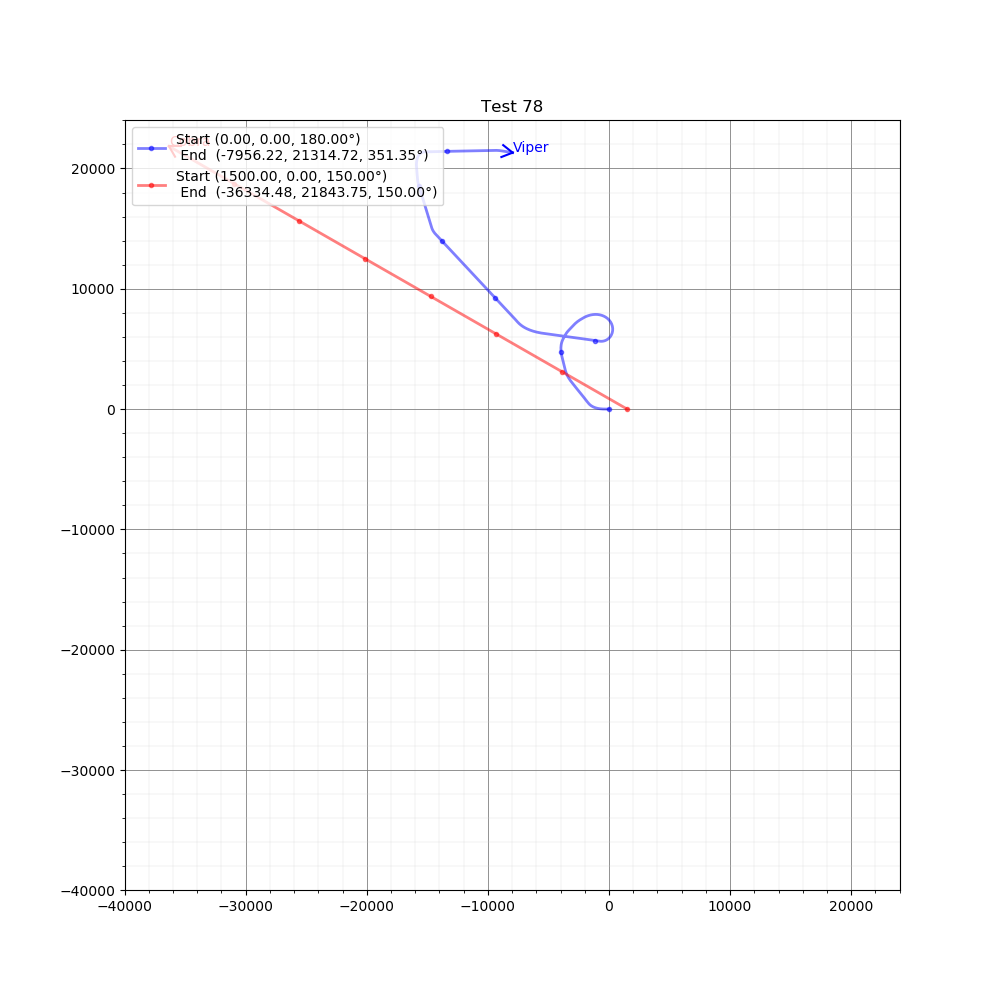 Test 78
Start (0.00, 0.00, 180.00°)
End (-7956.22, 21314.72, 351.35°)
Start (1500.00, 0.00, 150.00°)
End (-36334.48, 21843.75, 150.00°)
Viper
20000
10000
0
−10000
−20000
−30000
−40000
−40000 −30000 −20000 −10000 0 10000 20000